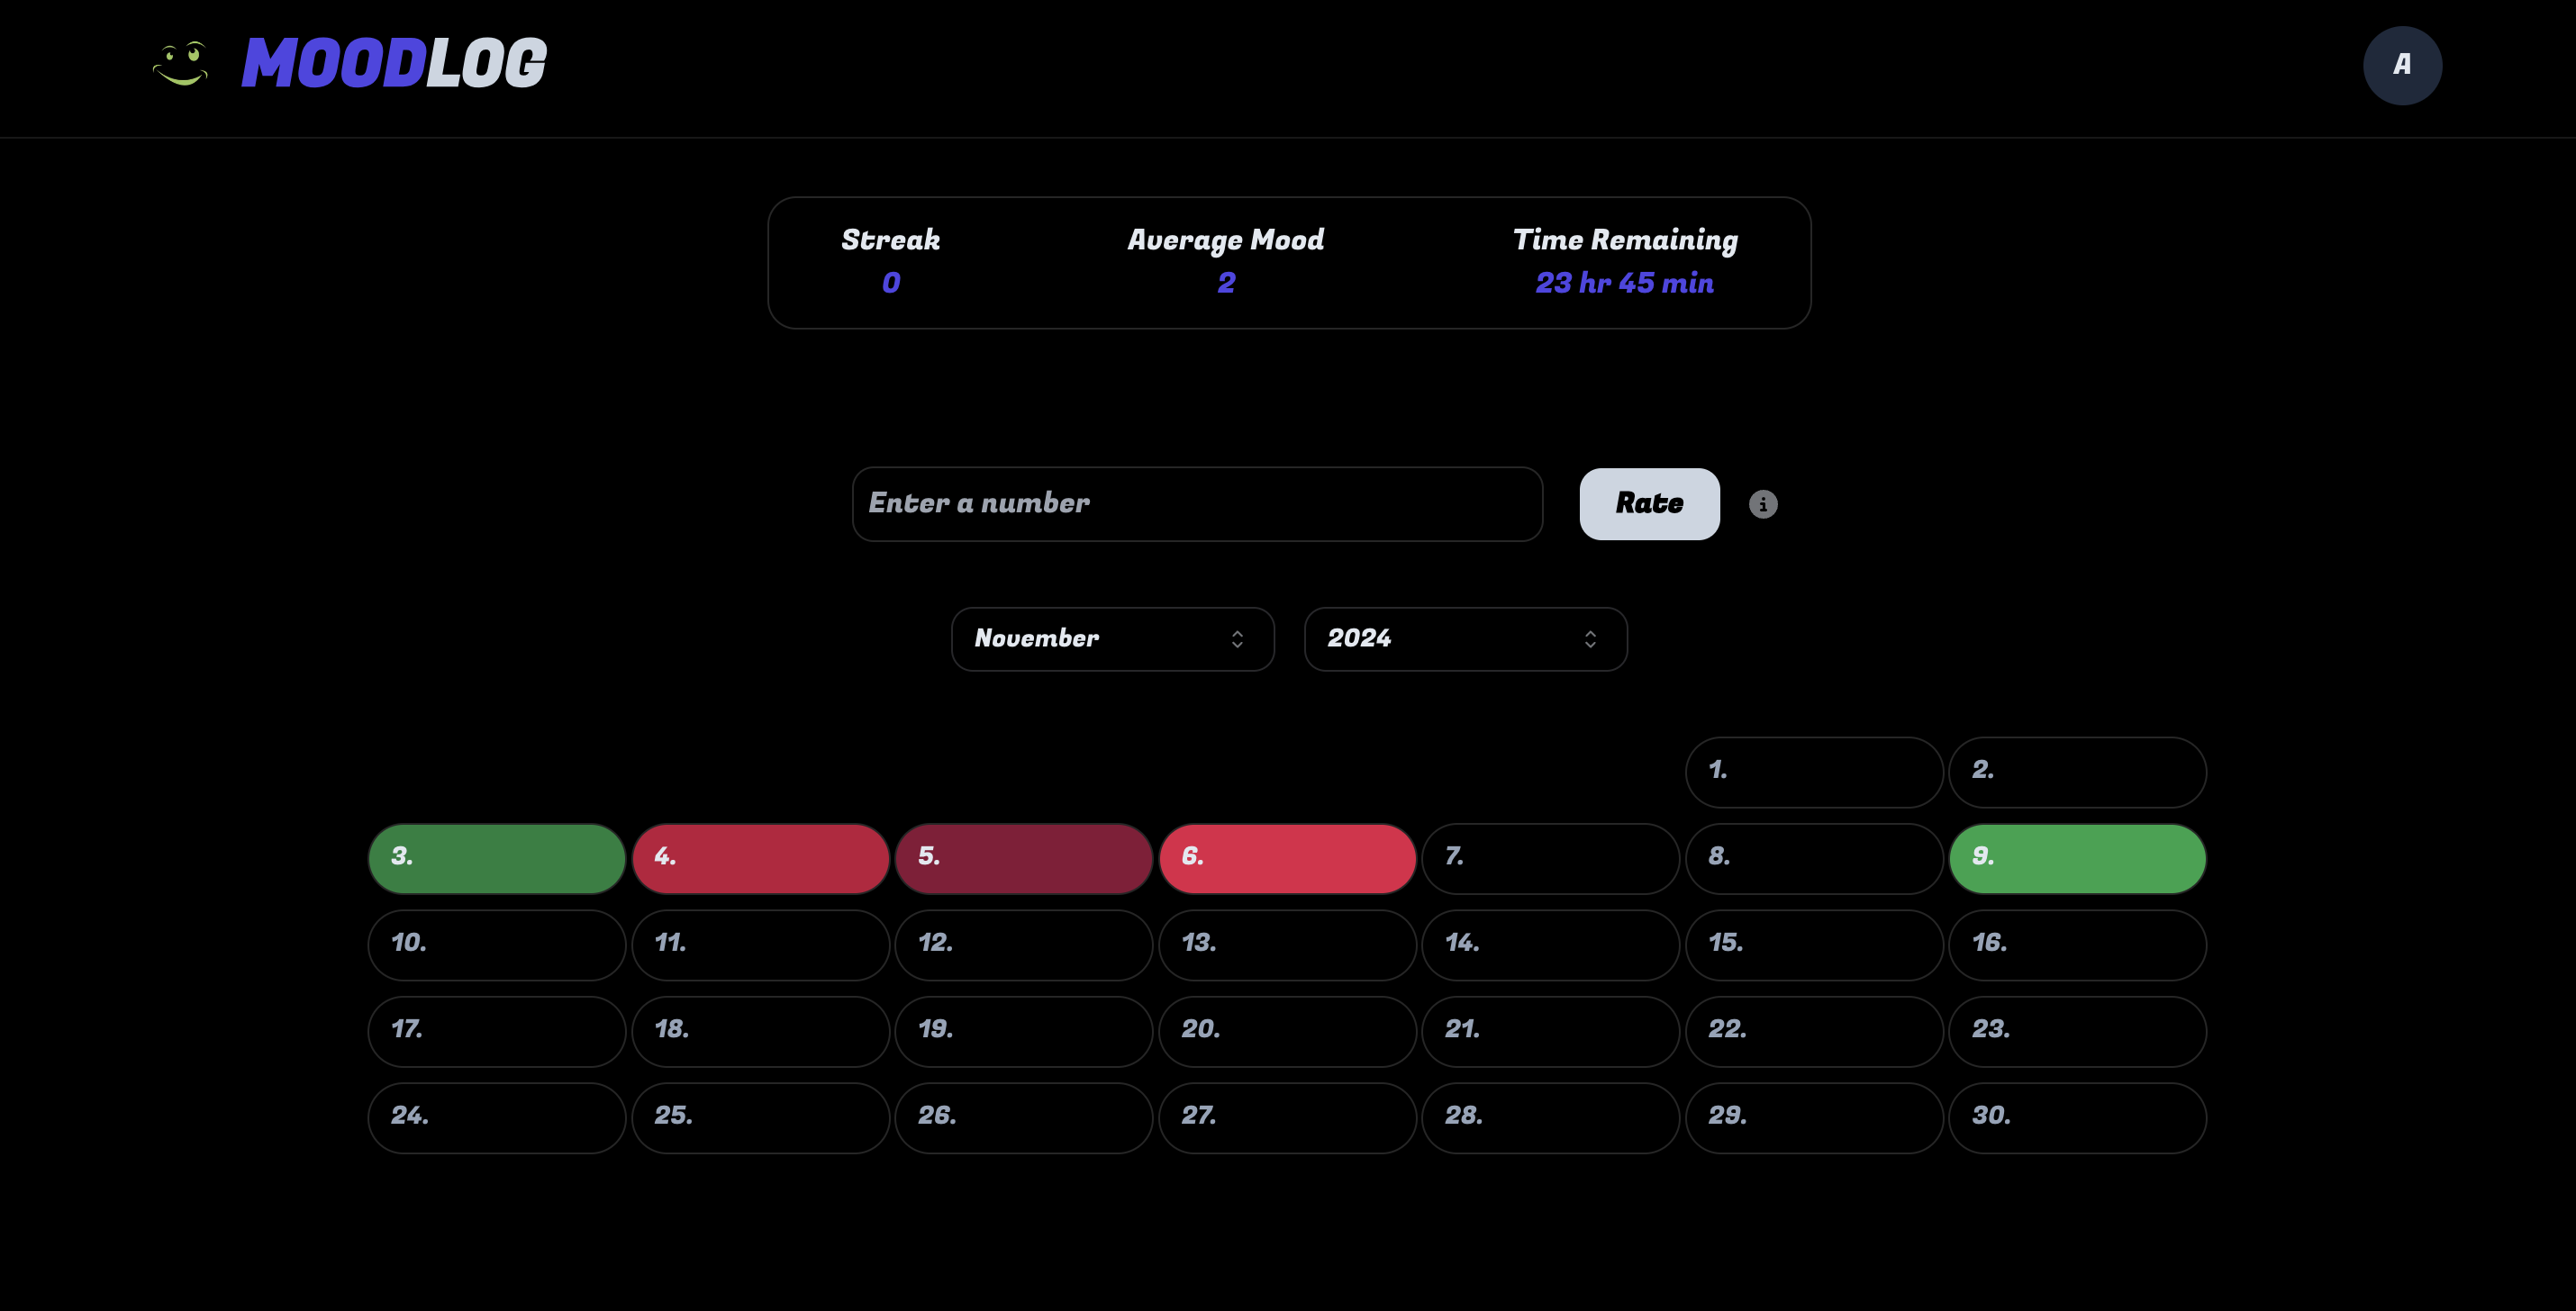 MOODLOG
A
Streak Average Mood Time Remaining
0 2 23 hr 45 min
Enter a number Rate
November 2024
1. 2.
3. 4. 5. 6. 7. 8. 9.
10. 11. 12. 13. 14. 15. 16.
17. 18. 19. 20. 21. 22. 23.
24. 25. 26. 27. 28. 29. 30.